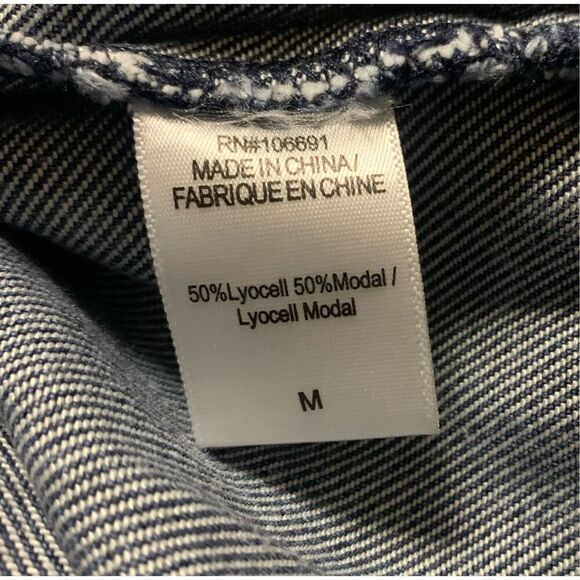 RN#106691
MADE IN CHINA/
FABRIQUE EN CHINE
50%Lyocell 50%Modal /
Lyocell Modal
M